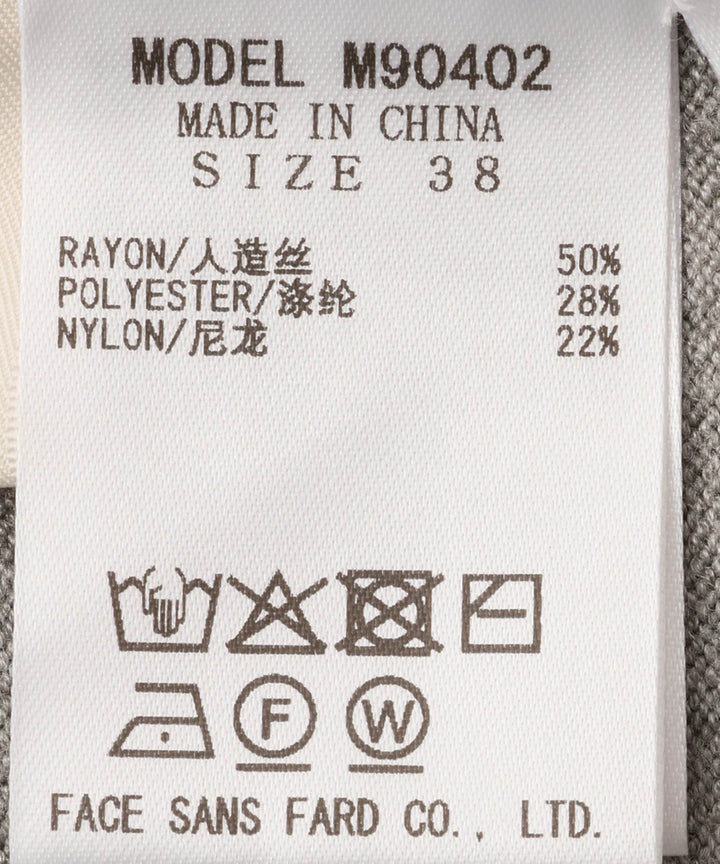 MODEL M90402
MADE IN CHINA
SIZE 38
RAYON/人造丝 50%
POLYESTER/涤纶 28%
NYLON/尼龙 22%
F W
FACE SANS FARD CO., LTD.